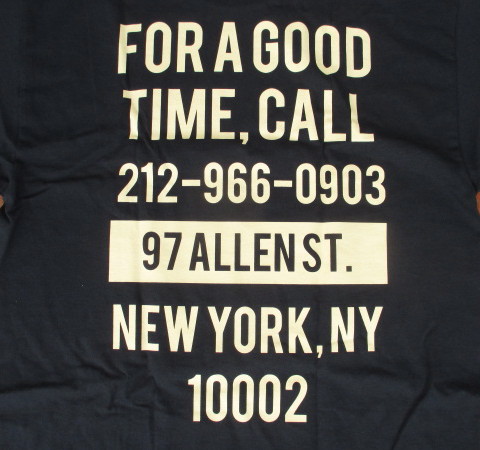 FOR A GOOD
TIME, CALL
212-966-0903
97 ALLEN ST.
NEW YORK, NY
10002